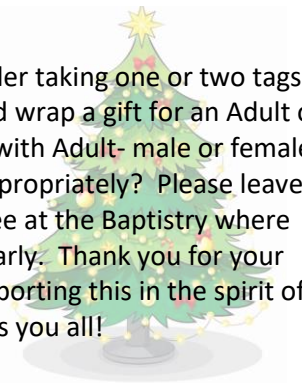 der taking one or two tags
d wrap a gift for an Adult o
with Adult- male or female
propriately? Please leave
ee at the Baptistry where
arly. Thank you for your
porting this in the spirit of
s you all!